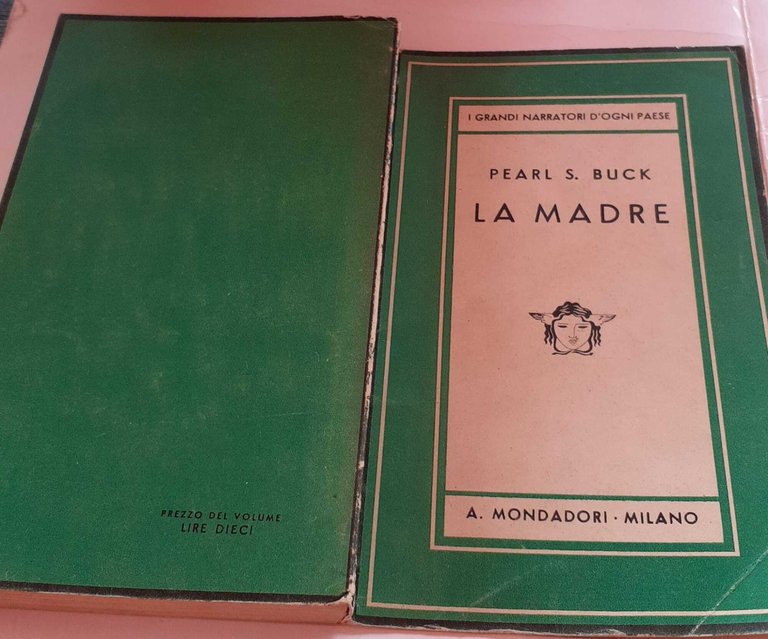 PREZZO DEL VOLUME
LIRE DIECI
I GRANDI NARRATORI D'OGNI PAESE
PEARL S. BUCK
LA MADRE
A. MONDADORI · MILANO